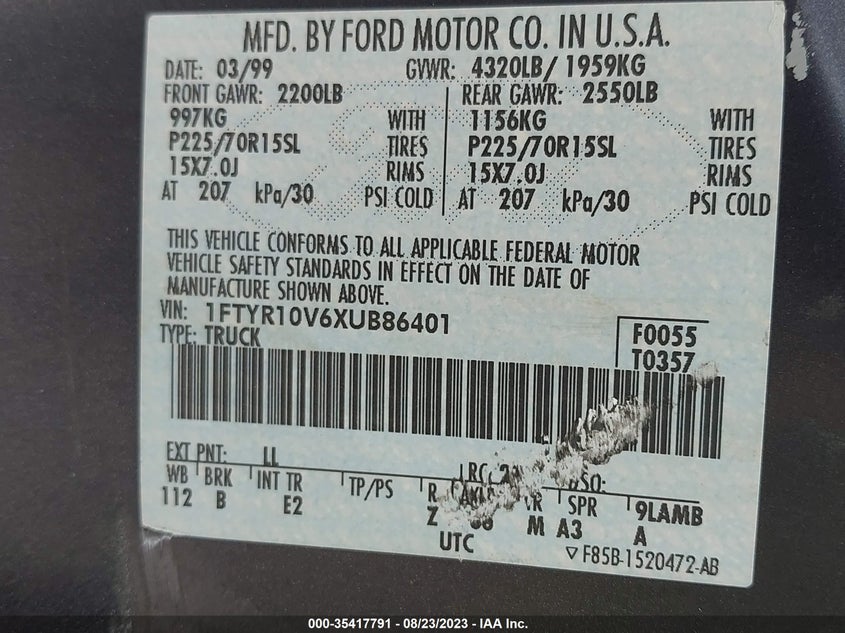 MFD. BY FORD MOTOR CO. IN U.S.A.
DATE: 03/99 GVWR: 4320LB/ 1959KG
FRONT GAWR: 2200LB REAR GAWR: 2550LB
997KG WITH 1156KG WITH
P225/70R15SL TIRES P225/70R15SL TIRES
15X7.0J RIMS 15X7.0J RIMS
AT 207 kPa/30 PSI COLD AT 207 kPa/30 PSI COLD
THIS VEHICLE CONFORMS TO ALL APPLICABLE FEDERAL MOTOR
VEHICLE SAFETY STANDARDS IN EFFECT ON THE DATE OF
MANUFACTURE SHOWN ABOVE.
VIN: 1FTYR10V6XUB86401
TYPE: TRUCK
F0055
T0357
EXT PNT: LL RC:
WB BRK INT TR TP/PS R SPR 9LAMB
112 B E2 Z M A3 A
UTC
▽F85B-1520472-AB
000-35417791 - 08/23/2023 - IAA Inc.